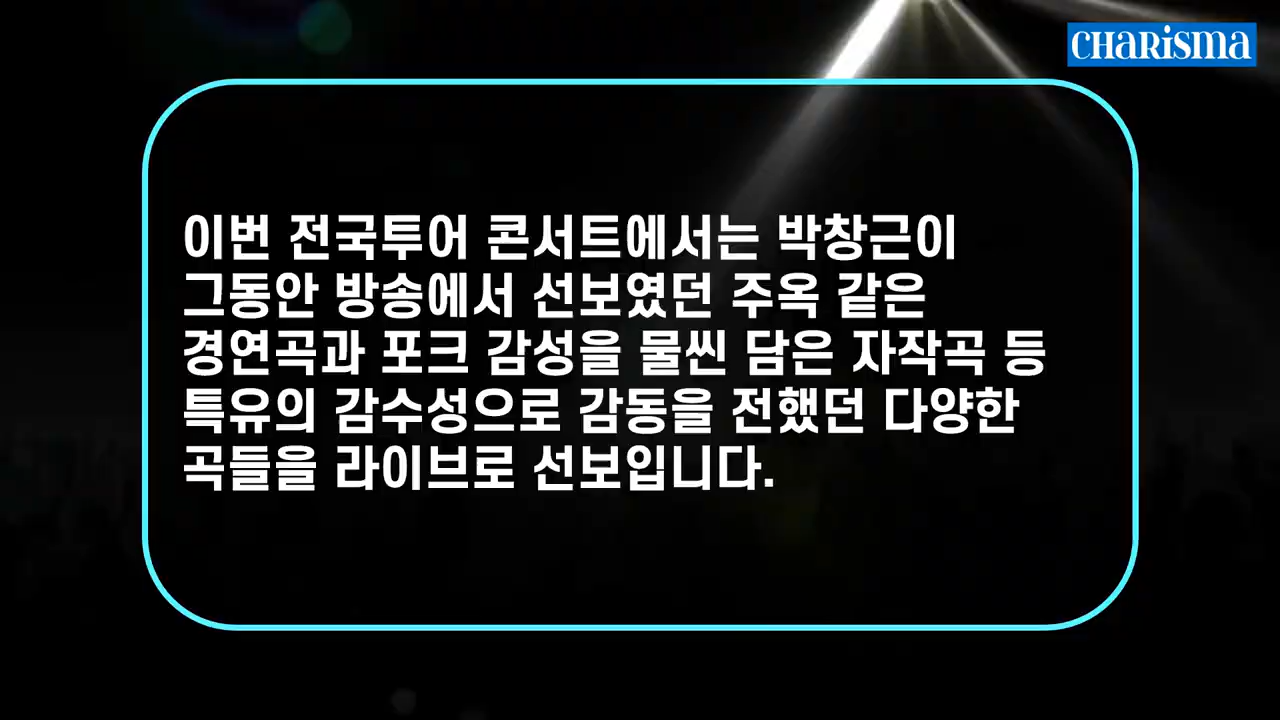 CHARiSMA
이번 전국투어 콘서트에서는 박창근이
그동안 방송에서 선보였던 주옥 같은
경연곡과 포크 감성을 물씬 담은 자작곡 등
특유의 감수성으로 감동을 전했던 다양한
곡들을 라이브로 선보입니다.